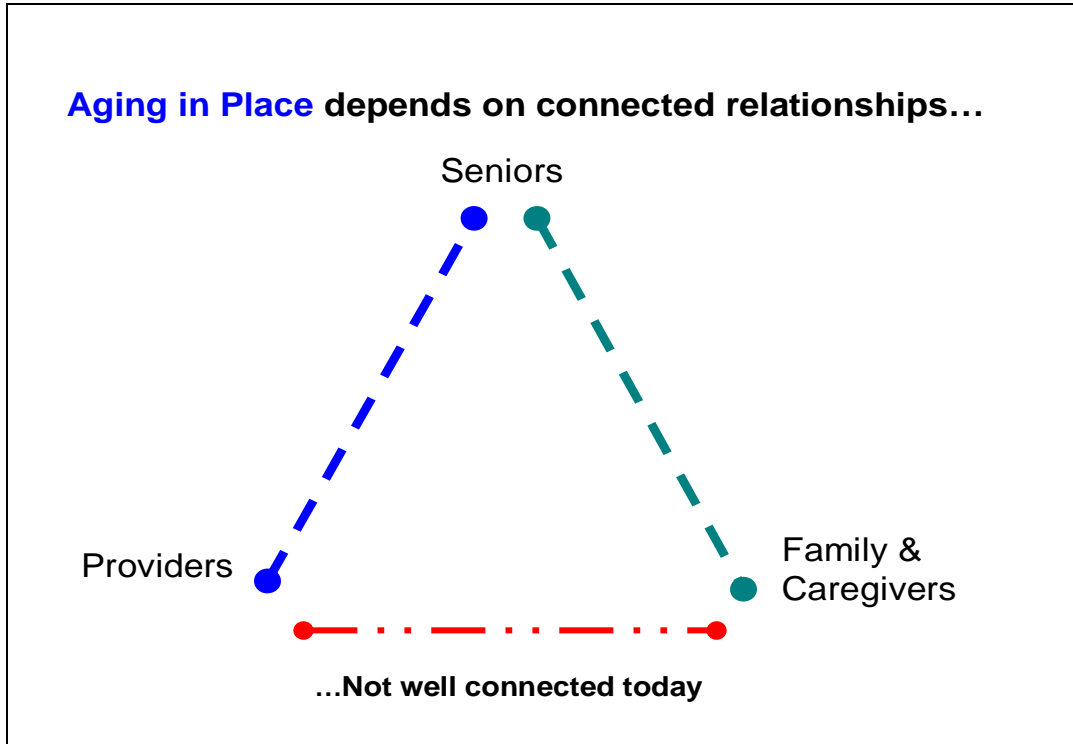 Aging in Place depends on connected relationships…
Seniors
Providers
Family &
Caregivers
…Not well connected today